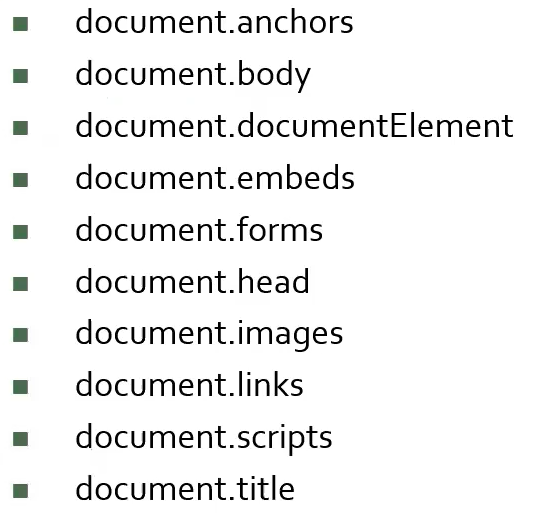 document.anchors
document.body
document.documentElement
document.embeds
document.forms
document.head
document.images
document.links
document.scripts
document.title